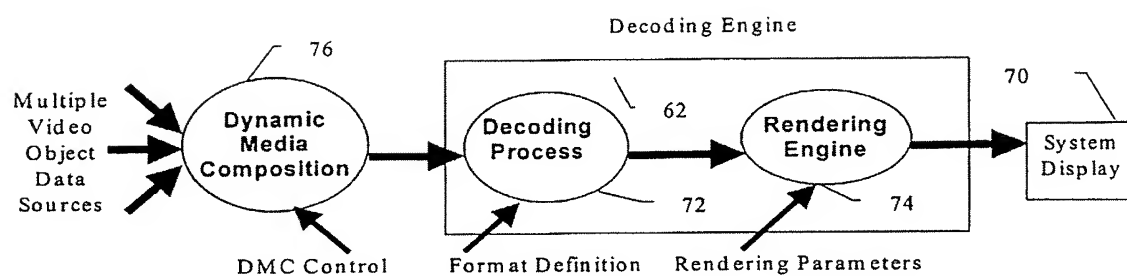 Decoding Engine
76
70
Multiple
Video
Object
Data
Sources
Dynamic
Media
Composition
62
Decoding
Process
Rendering
Engine
System
Display
72
74
DMC Control
Format Definition
Rendering Parameters